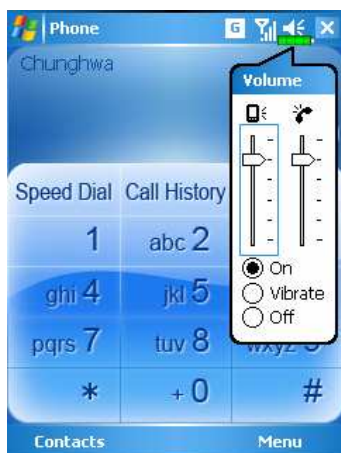 Phone
G
Chunghwa
Volume
On
Vibrate
Off
Speed Dial Call History
1 abc 2
ghi 4 jkl 5
pqrs 7 tuv 8
* + 0 #
Contacts Menu